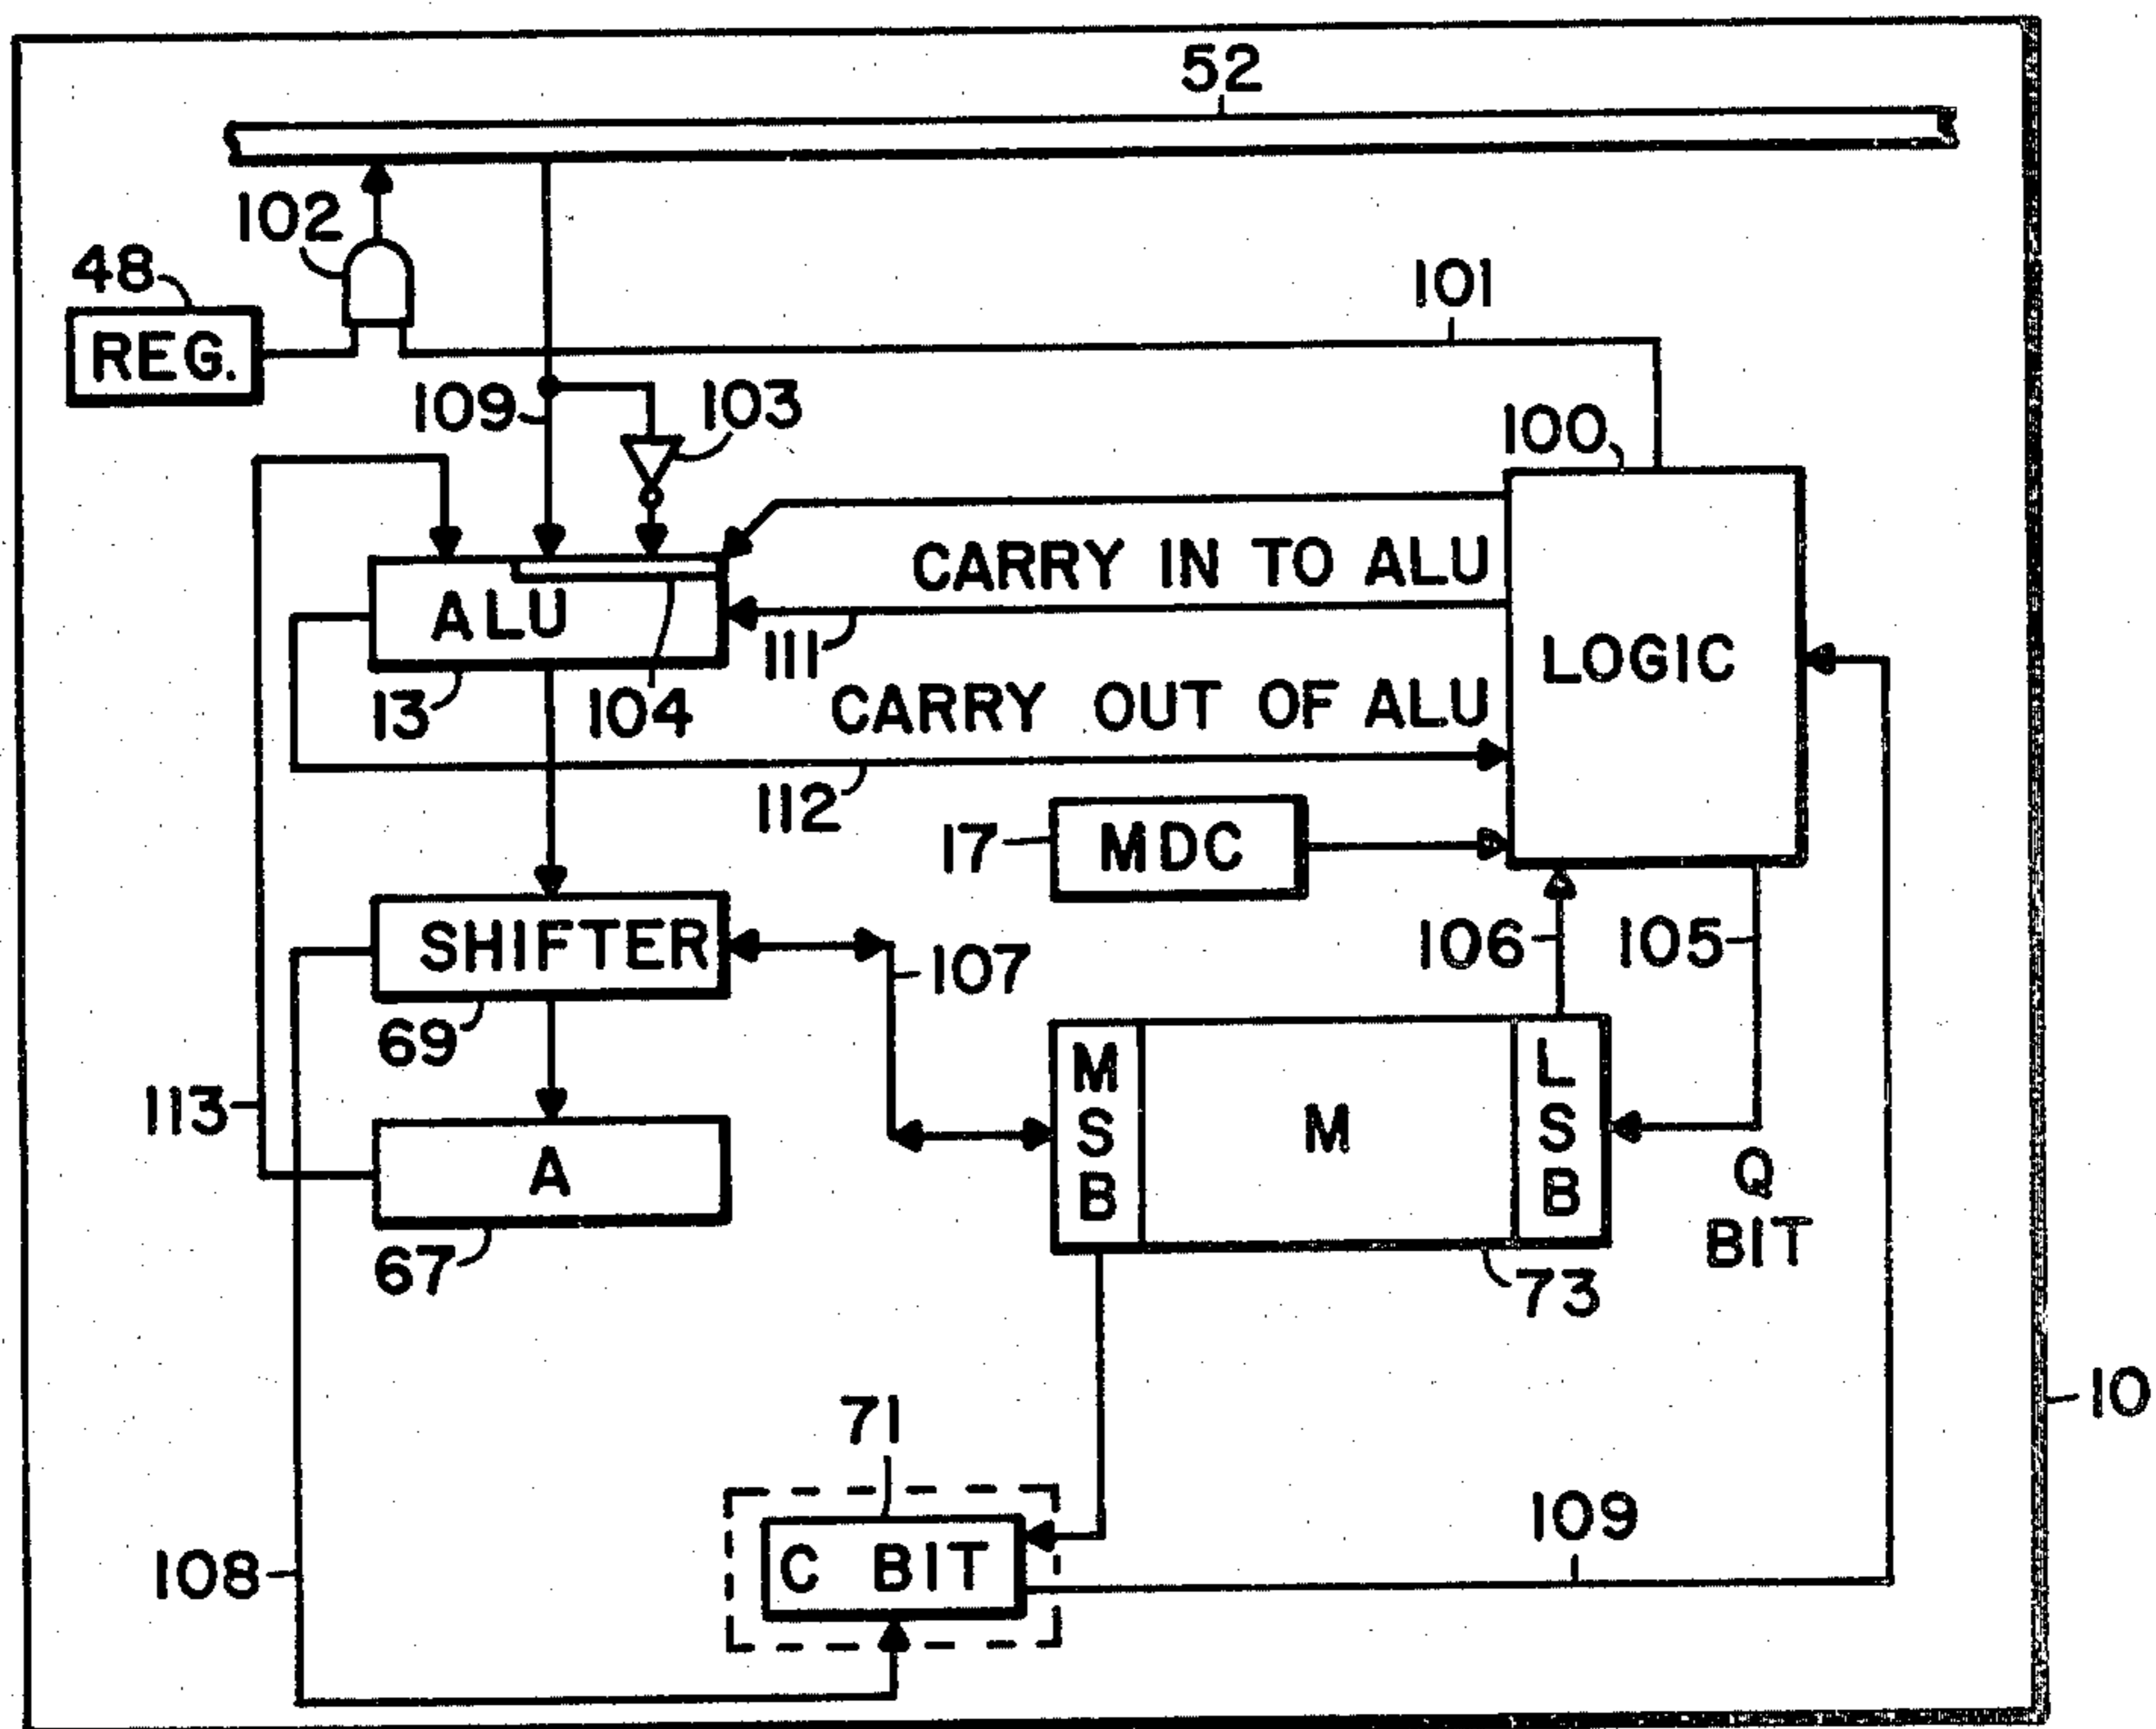 52
102
48
REG.
101
109
103
100
CARRY IN TO ALU
ALU
111
LOGIC
13
104
CARRY OUT OF ALU
112
17
MDC
SHIFTER
106
105
107
69
MSB
M
LSB
113
A
Q
BIT
67
73
10
71
109
C BIT
108